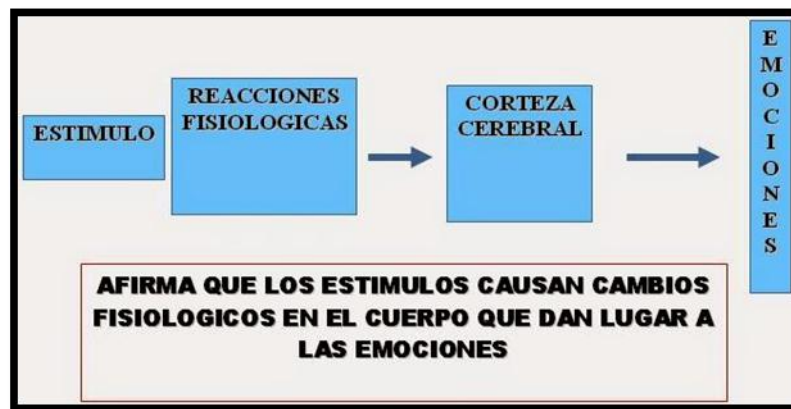 ESTIMULO
REACCIONES
FISIOLOGICAS
CORTEZA
CEREBRAL
EMOCIONES
AFIRMA QUE LOS ESTIMULOS CAUSAN CAMBIOS
FISIOLOGICOS EN EL CUERPO QUE DAN LUGAR A
LAS EMOCIONES